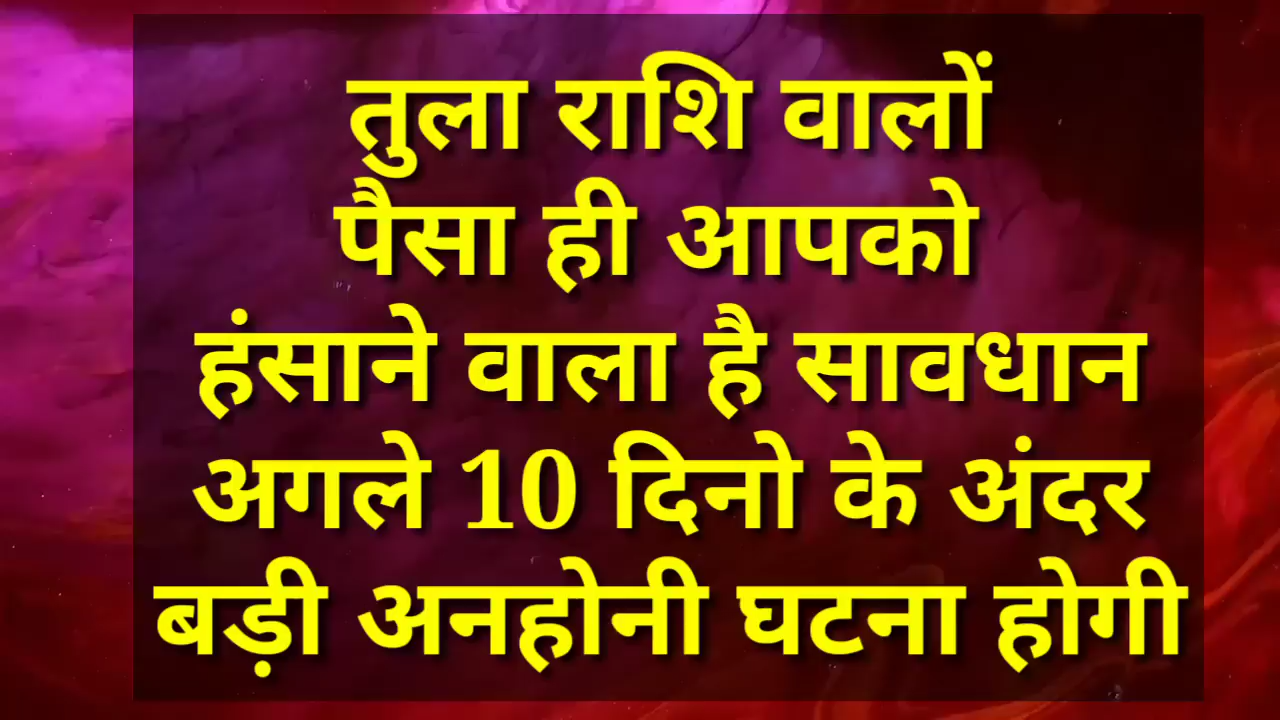 तुला राशि वालों
पैसा ही आपको
हंसाने वाला है सावधान
अगले 10 दिनो के अंदर
बड़ी अनहोनी घटना होगी